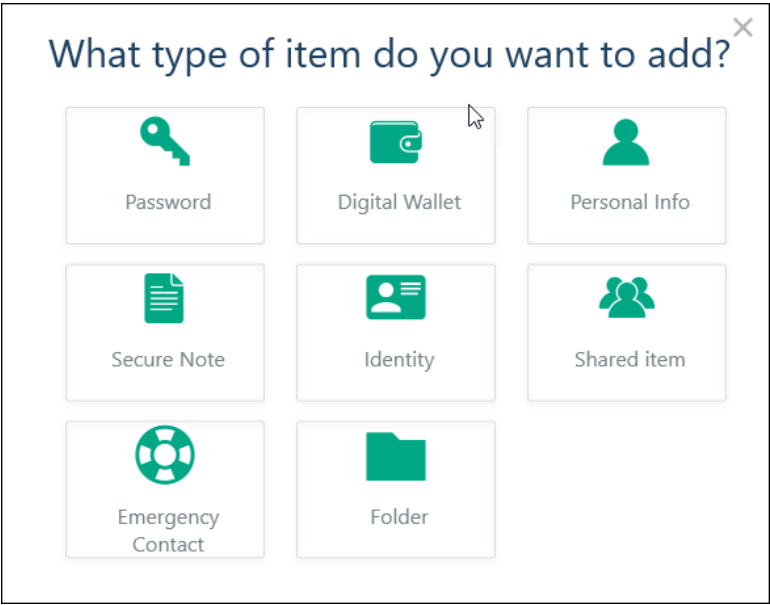 What type of item do you want to add?
Password
Digital Wallet
Personal Info
Secure Note
Identity
Shared item
Emergency
Contact
Folder